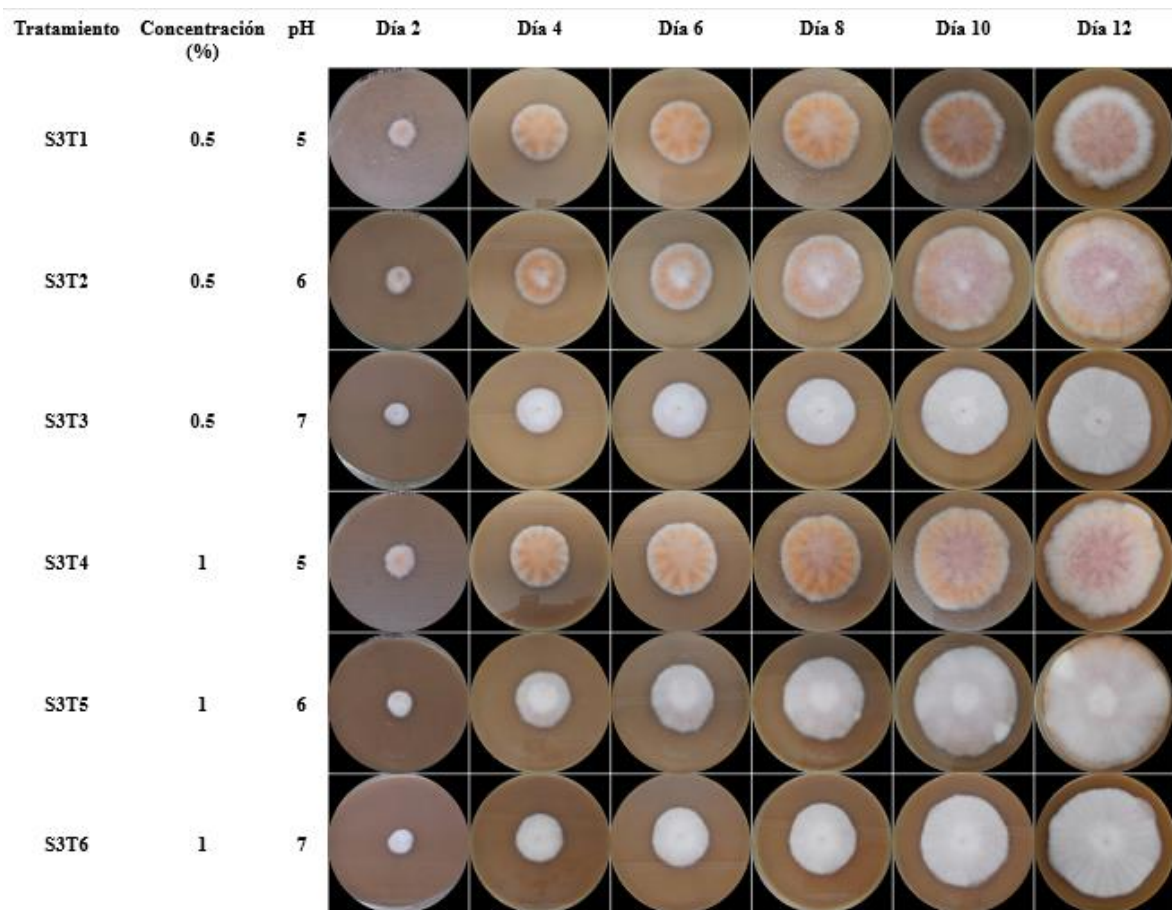 Tratamiento Concentración (%) pH Día 2 Día 4 Día 6 Día 8 Día 10 Día 12
S3T1 0.5 5
S3T2 0.5 6
S3T3 0.5 7
S3T4 1 5
S3T5 1 6
S3T6 1 7